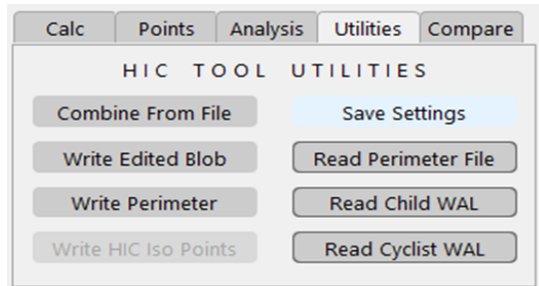 Calc Points Analysis Utilities Compare
HIC TOOL UTILITIES
Combine From File Save Settings
Write Edited Blob Read Perimeter File
Write Perimeter Read Child WAL
Write HIC Iso Points Read Cyclist WAL